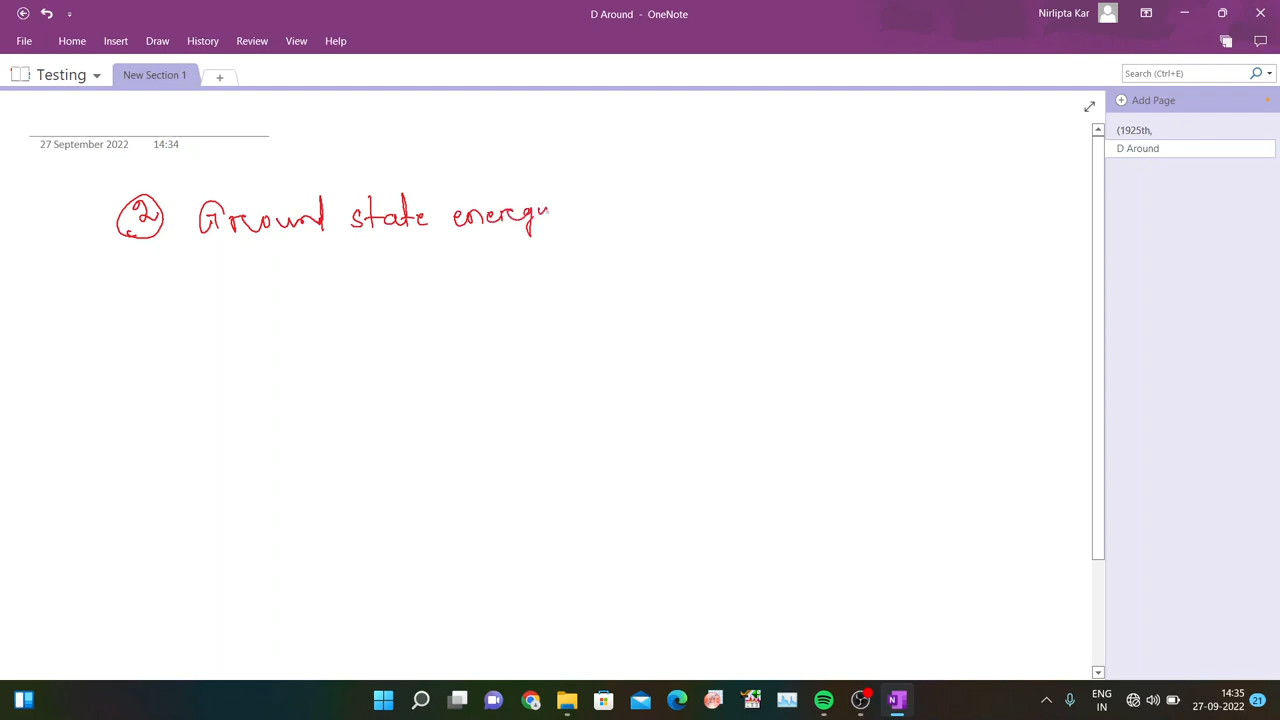 D Around - OneNote
Nirlipta Kar
File Home Insert Draw History Review View Help
Testing
New Section 1
Search (Ctrl+E)
Add Page
(1925th,
D Around
27 September 2022 14:34
② Ground state
ENG
IN
14:35
27-09-2022
21